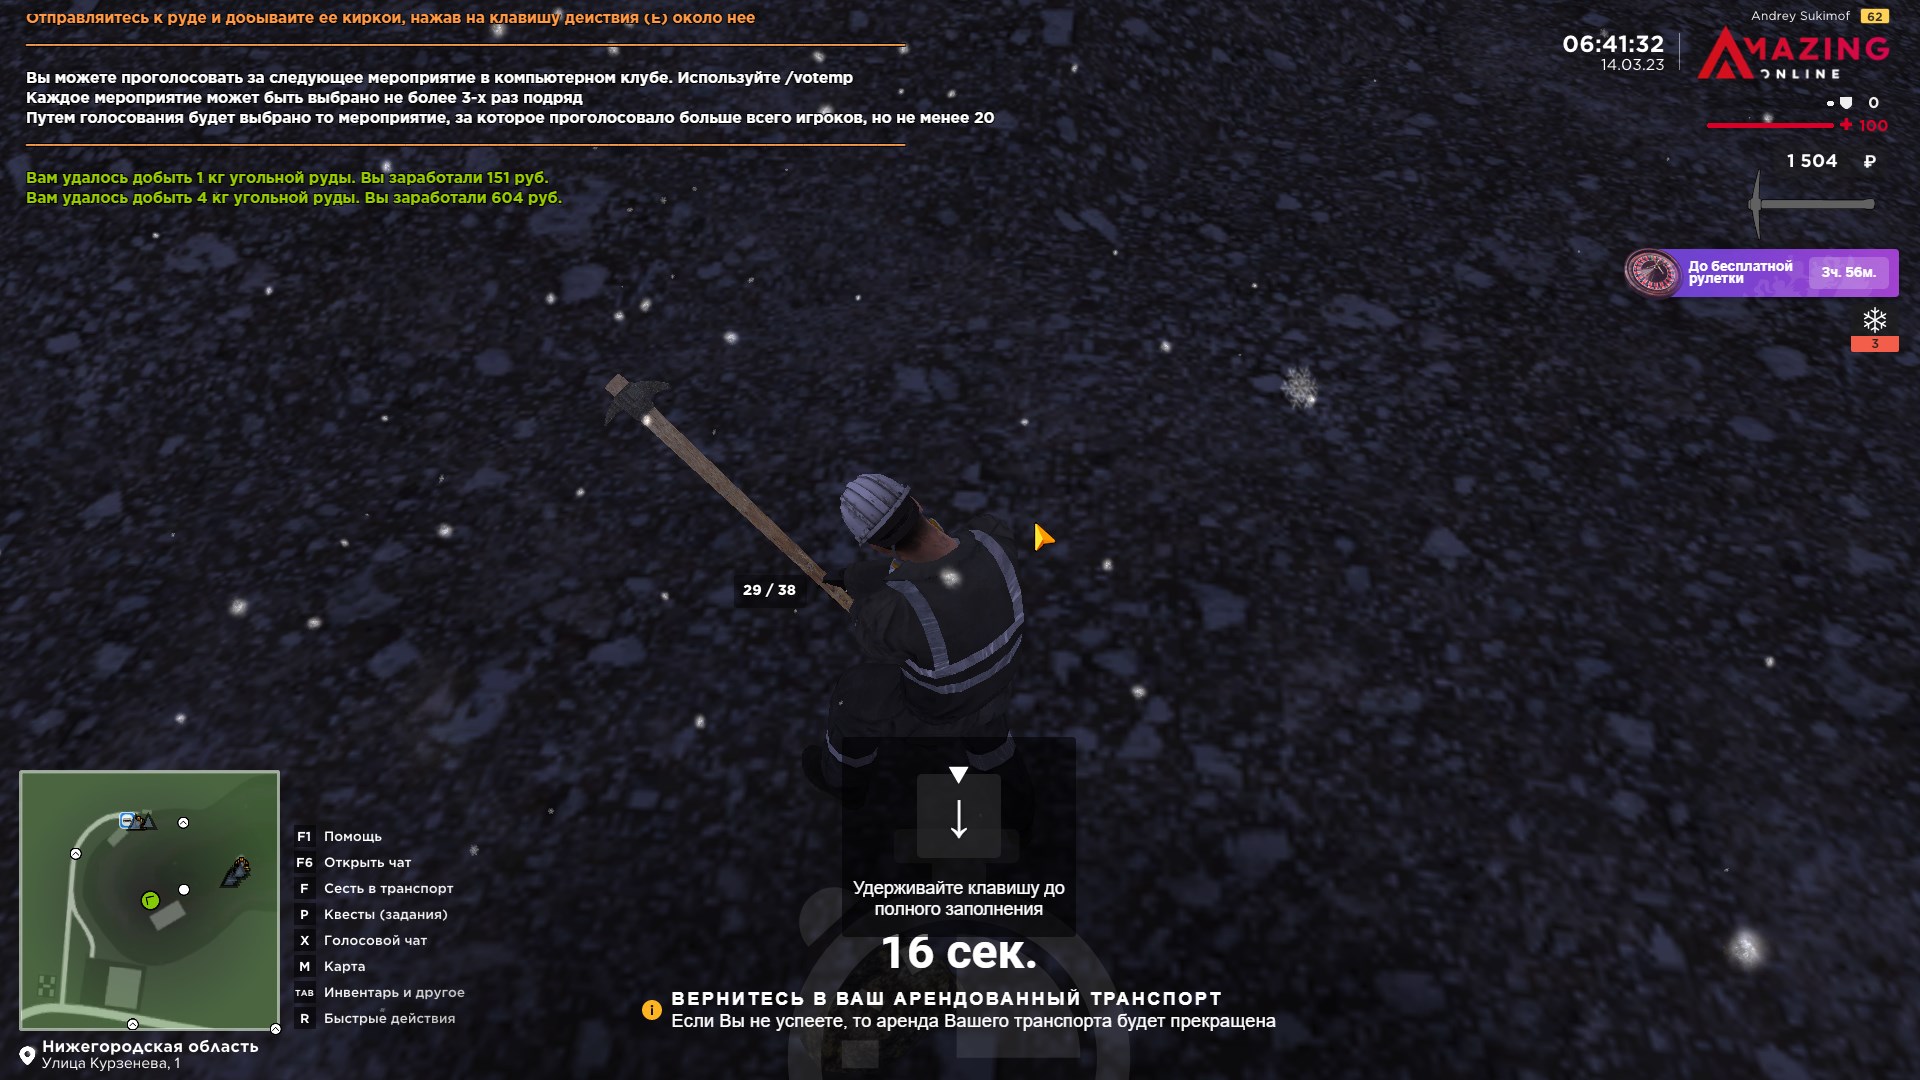 Отправляйтесь к руде и добывайте ее киркой, нажав на клавишу действия (E) около нее
Вы можете проголосовать за следующее мероприятие в компьютерном клубе. Используйте /votemp
Каждое мероприятие может быть выбрано не более 3-х раз подряд
Путем голосования будет выбрано то мероприятие, за которое проголосовало больше всего игроков, но не менее 20
Вам удалось добыть 1 кг угольной руды. Вы заработали 151 руб.
Вам удалось добыть 4 кг угольной руды. Вы заработали 604 руб.
Andrey Sukimof 62
06:41:32
14.03.23
AMAZING
ONLINE
0
100
1 504 ₽
До бесплатной
рулетки
3ч. 56м.
3
29 / 38
F1 Помощь
F6 Открыть чат
F Сесть в транспорт
P Квесты (задания)
X Голосовой чат
M Карта
TAB Инвентарь и другое
R Быстрые действия
Нижегородская область
Улица Курзенева, 1
Удерживайте клавишу до
полного заполнения
16 сек.
ВЕРНИТЕСЬ В ВАШ АРЕНДОВАННЫЙ ТРАНСПОРТ
Если Вы не успеете, то аренда Вашего транспорта будет прекращена